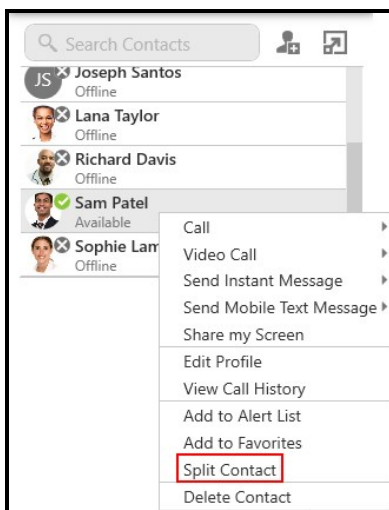 Search Contacts
JS
Joseph Santos
Offline
Lana Taylor
Offline
Richard Davis
Offline
Sam Patel
Available
Sophie Lam
Offline
Call
Video Call
Send Instant Message
Send Mobile Text Message
Share my Screen
Edit Profile
View Call History
Add to Alert List
Add to Favorites
Split Contact
Delete Contact